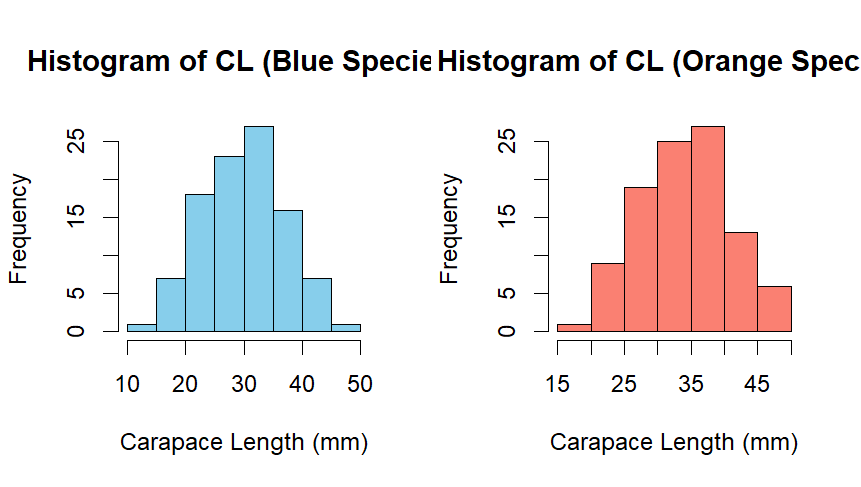 Histogram of CL (Blue Specie
Frequency
25
15
5
0
10 20 30 40 50
Carapace Length (mm)
Histogram of CL (Orange Spec
Frequency
25
15
5
0
15 25 35 45
Carapace Length (mm)